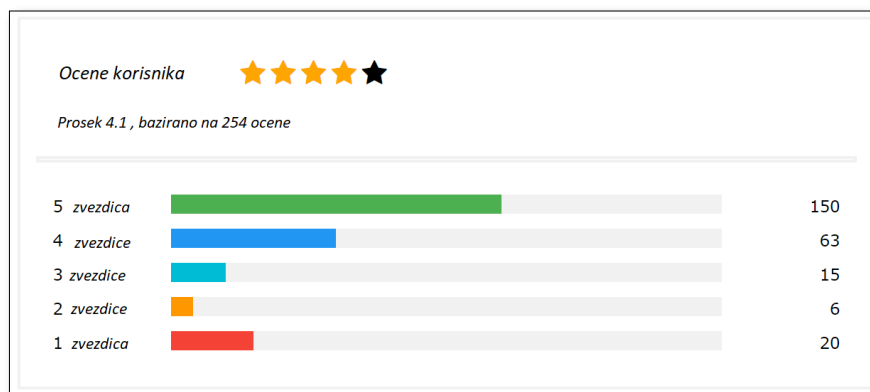 Ocene korisnika
Prosek 4.1 , bazirano na 254 ocene
5 zvezdica 150
4 zvezdice 63
3 zvezdice 15
2 zvezdice 6
1 zvezdica 20